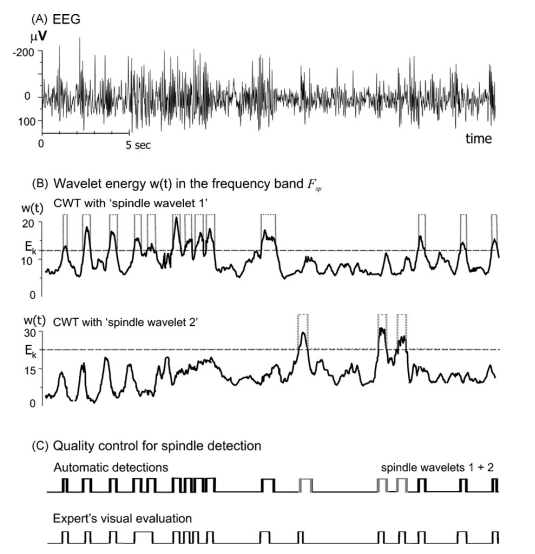 (A) EEG
μV
-200
0
100
0 5 sec
time
(B) Wavelet energy w(t) in the frequency band F_sp
w(t) CWT with ‘spindle wavelet 1’
20
E_k
10
0
w(t) CWT with ‘spindle wavelet 2’
30
E_k
15
0
(C) Quality control for spindle detection
Automatic detections spindle wavelets 1 + 2
Expert’s visual evaluation